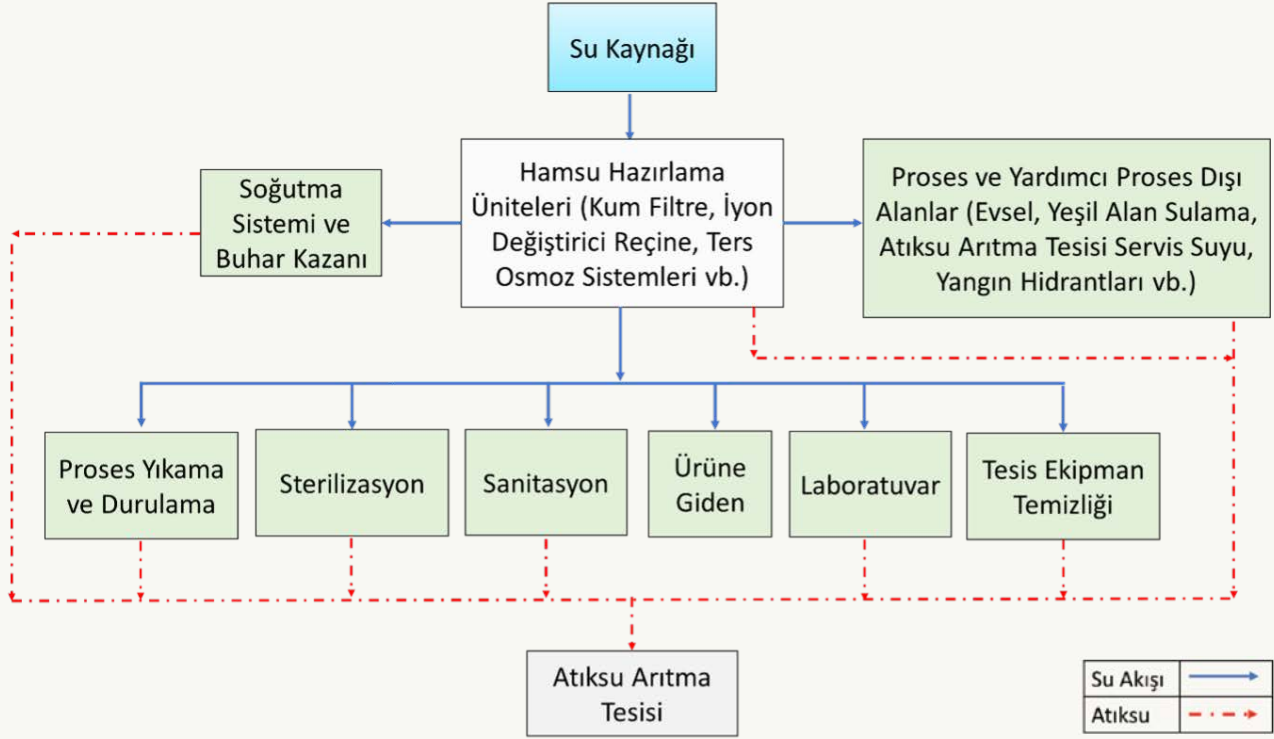 Su Kaynağı
Hamsu Hazırlama
Üniteleri (Kum Filtre, İyon
Değiştirici Reçine, Ters
Osmoz Sistemleri vb.)
Soğutma
Sistemi ve
Buhar Kazanı
Proses ve Yardımcı Proses Dışı
Alanlar (Evsel, Yeşil Alan Sulama,
Atıksu Arıtma Tesisi Servis Suyu,
Yangın Hidrantları vb.)
Proses Yıkama
ve Durulama
Sterilizasyon
Sanitasyon
Ürüne
Giden
Laboratuvar
Tesis Ekipman
Temizliği
Atıksu Arıtma
Tesisi
Su Akışı
Atıksu